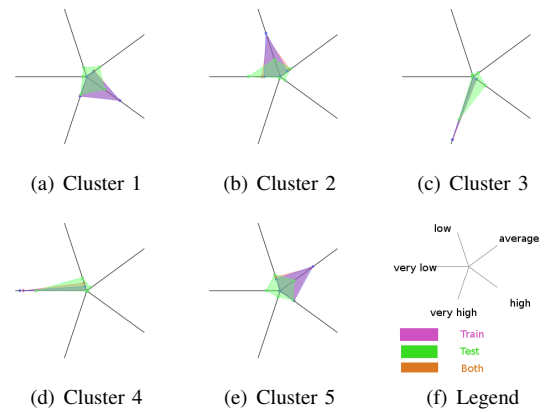 (a) Cluster 1
(b) Cluster 2
(c) Cluster 3
low
average
very low
high
very high
Train
Test
Both
(d) Cluster 4
(e) Cluster 5
(f) Legend